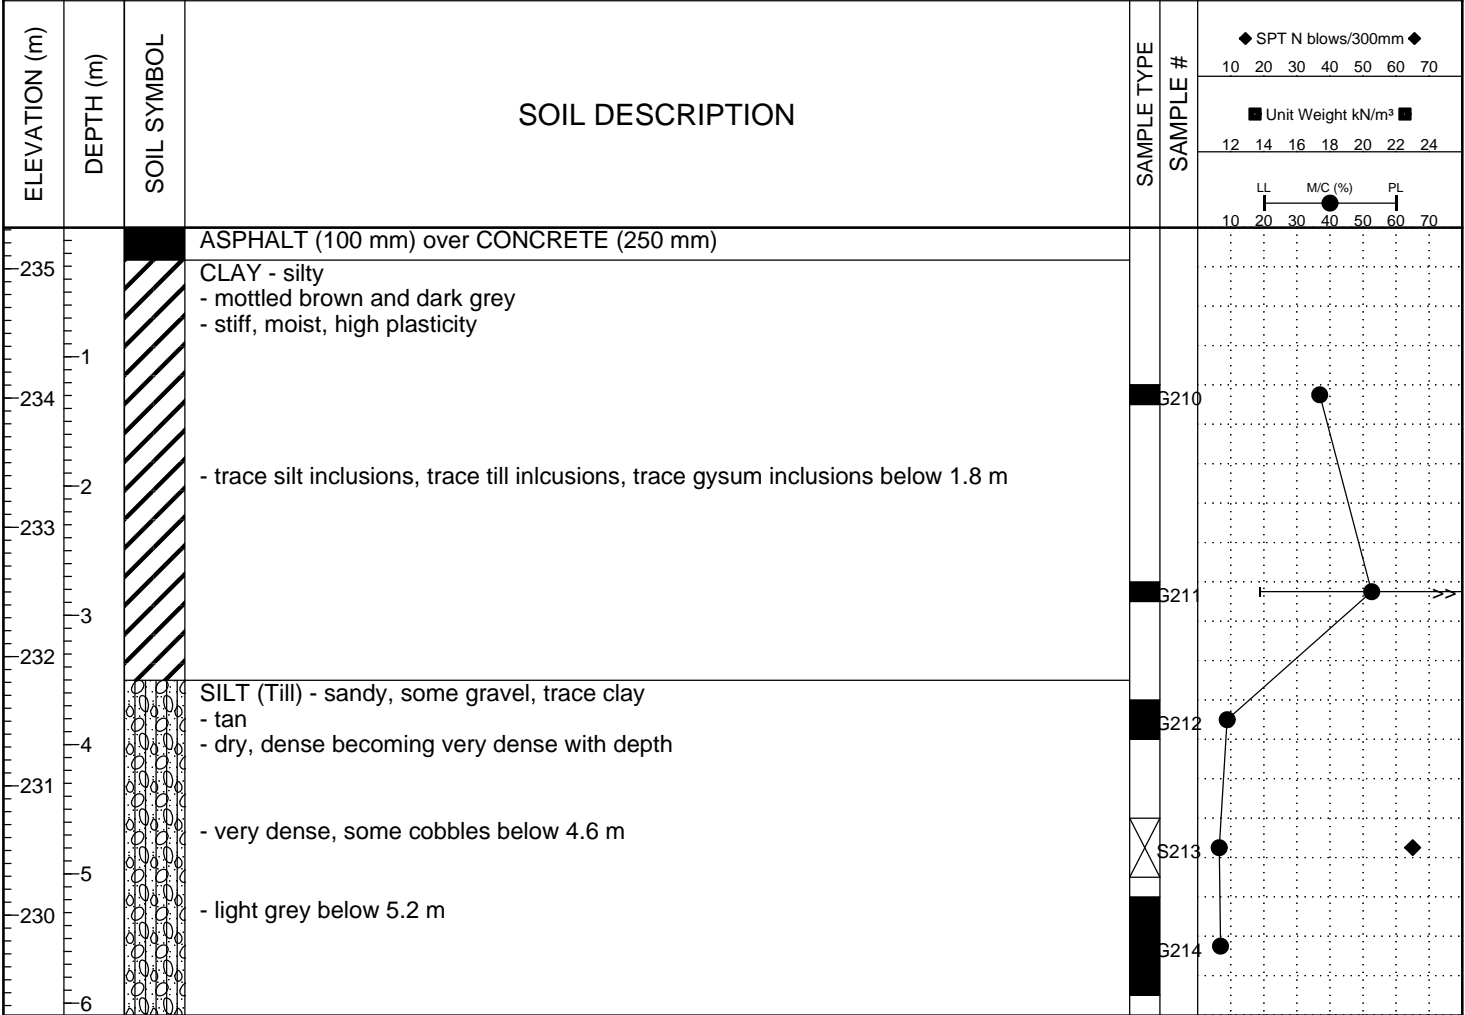 ELEVATION (m)
DEPTH (m)
SOIL SYMBOL
SOIL DESCRIPTION
SAMPLE TYPE
SAMPLE #
◆ SPT N blows/300mm ◆
10 20 30 40 50 60 70
■ Unit Weight kN/m³ ■
12 14 16 18 20 22 24
LL M/C (%) PL
10 20 30 40 50 60 70
ASPHALT (100 mm) over CONCRETE (250 mm)
235
CLAY - silty
- mottled brown and dark grey
- stiff, moist, high plasticity
1
234
G210
- trace silt inclusions, trace till inlcusions, trace gysum inclusions below 1.8 m
2
233
G211
>>
3
232
SILT (Till) - sandy, some gravel, trace clay
- tan
G212
- dry, dense becoming very dense with depth
4
231
- very dense, some cobbles below 4.6 m
S213
5
- light grey below 5.2 m
230
G214
6